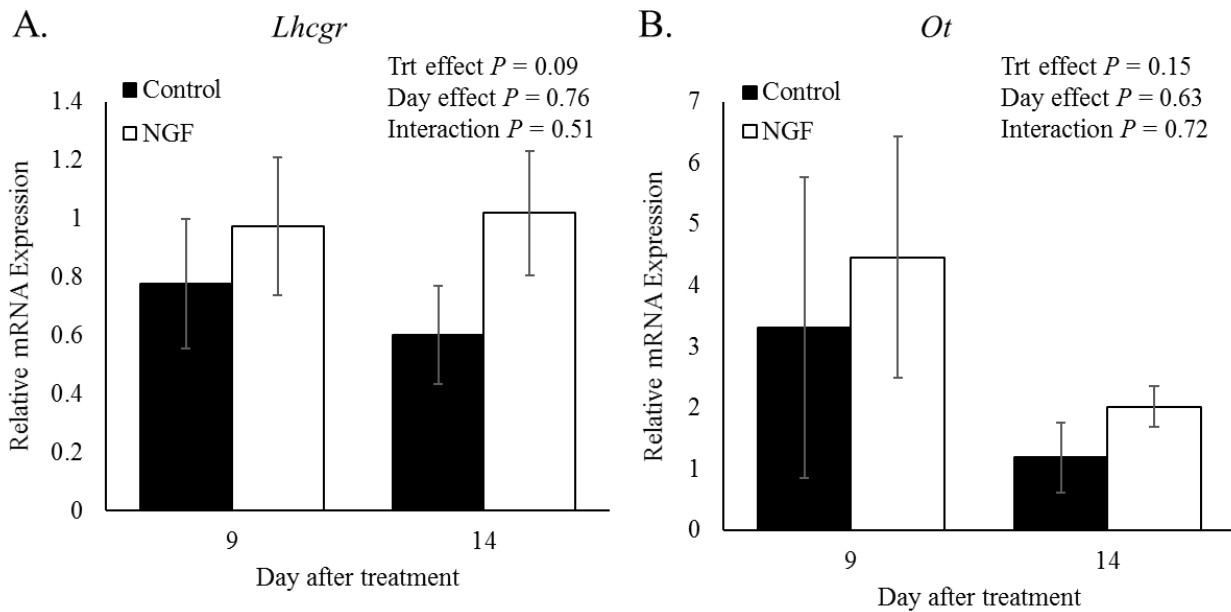 A.
Lhcgr
Trt effect P = 0.09
Day effect P = 0.76
Interaction P = 0.51
Control
NGF
Relative mRNA Expression
1.4
1.2
1
0.8
0.6
0.4
0.2
0
9
14
Day after treatment
B.
Ot
Trt effect P = 0.15
Day effect P = 0.63
Interaction P = 0.72
Control
NGF
Relative mRNA Expression
7
6
5
4
3
2
1
0
9
14
Day after treatment